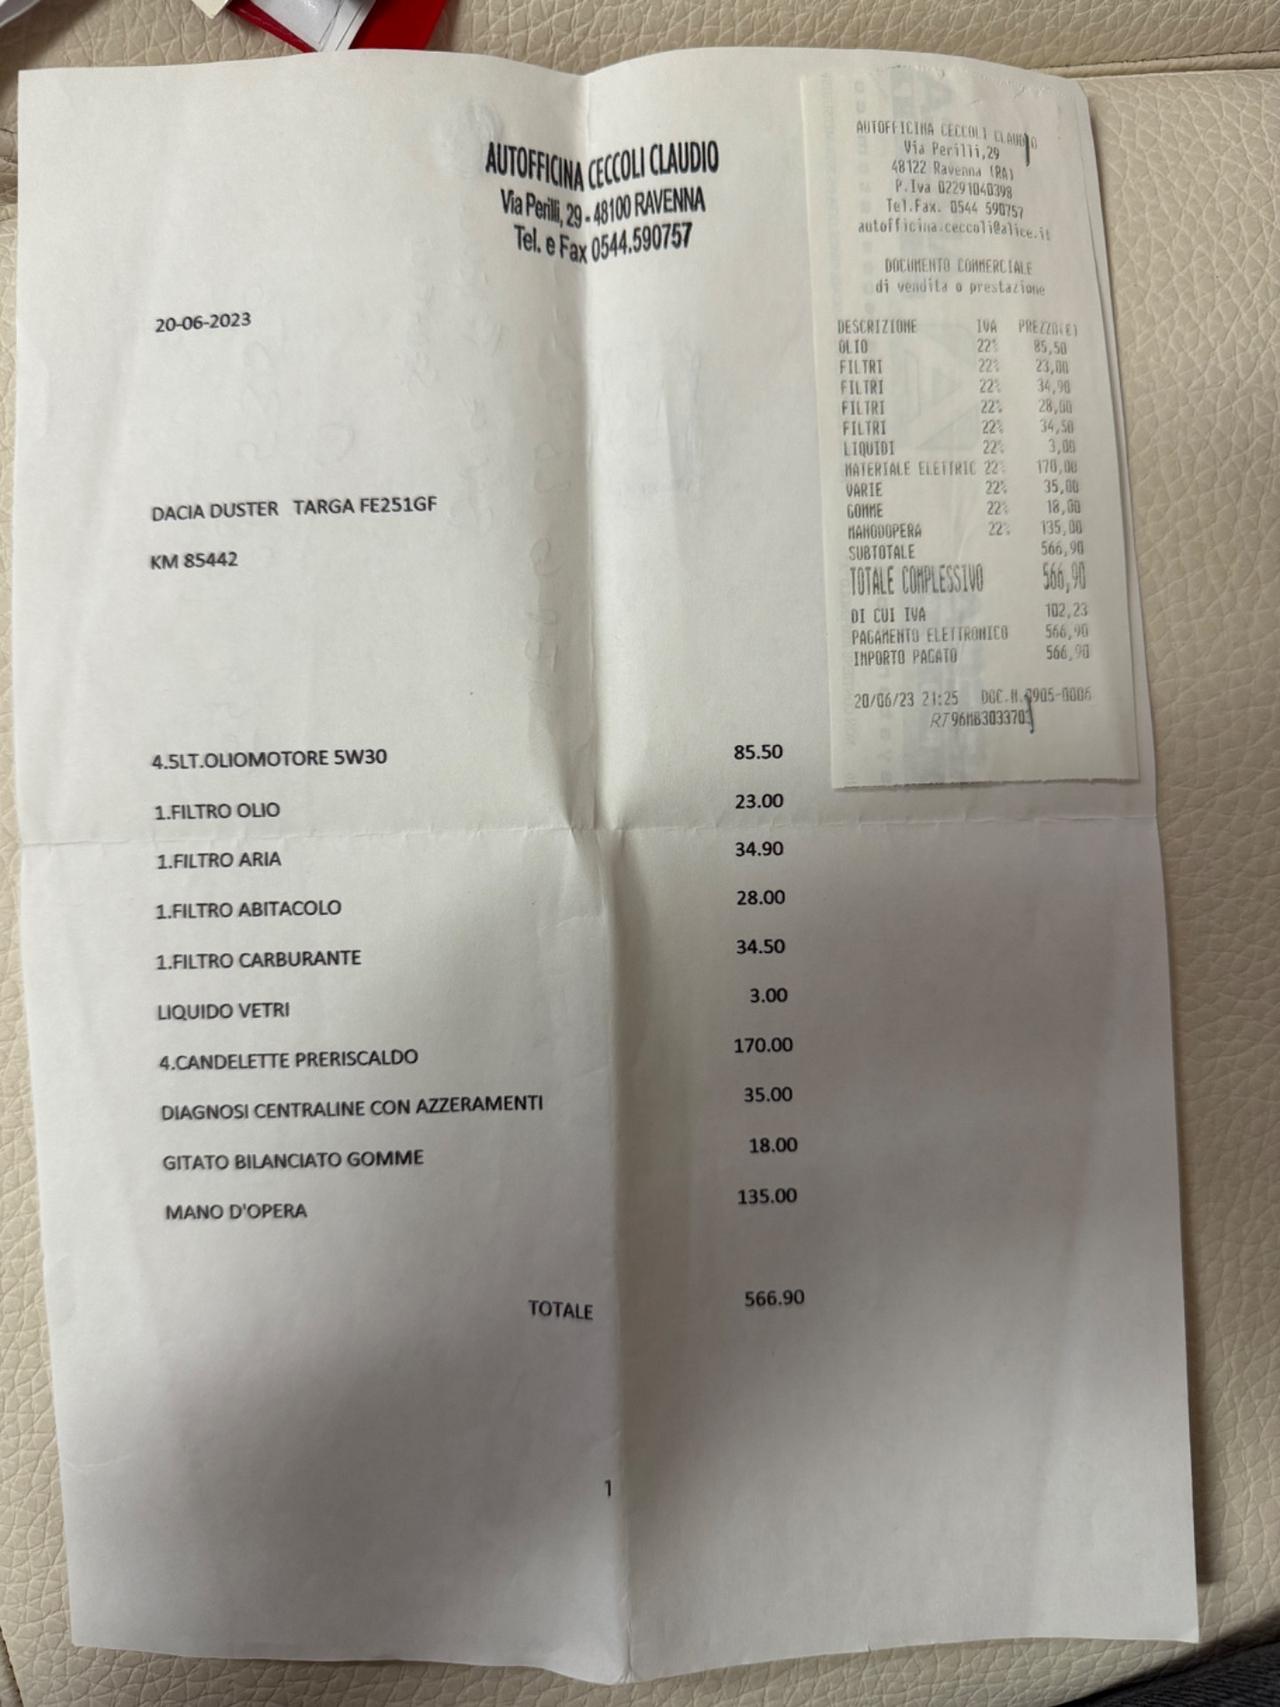 AUTOFFICINA CECCOLI CLAUDIO
Via Perilli, 29 - 48100 RAVENNA
Tel. e Fax 0544.590757
20-06-2023
DACIA DUSTER TARGA FE251GF
KM 85442
4.5LT.OLIOMOTORE 5W30 85.50
1.FILTRO OLIO 23.00
1.FILTRO ARIA 34.90
1.FILTRO ABITACOLO 28.00
1.FILTRO CARBURANTE 34.50
LIQUIDO VETRI 3.00
4.CANDELETTE PRERISCALDO 170.00
DIAGNOSI CENTRALINE CON AZZERAMENTI 35.00
GITATO BILANCIATO GOMME 18.00
MANO D'OPERA 135.00
TOTALE 566.90
1
AUTOFFICINA CECCOLI CLAUDIO
Via Perilli,29
48122 Ravenna (RA)
P.Iva 02291040398
Tel.Fax. 0544 590757
autofficina.ceccoli@alice.it
DOCUMENTO COMMERCIALE
di vendita o prestazione
DESCRIZIONE IVA PREZZO(€)
OLIO 22% 85,50
FILTRI 22% 23,00
FILTRI 22% 34,90
FILTRI 22% 28,00
FILTRI 22% 34,50
LIQUIDI 22% 3,00
MATERIALE ELETTRIC 22% 170,00
VARIE 22% 35,00
GOMME 22% 18,00
MANODOPERA 22% 135,00
SUBTOTALE 566,90
TOTALE COMPLESSIVO 566,90
DI CUI IVA 102,23
PAGAMENTO ELETTRONICO 566,90
IMPORTO PAGATO 566,90
20/06/23 21:25 DOC.N.0905-0006
RT 96MB3033703